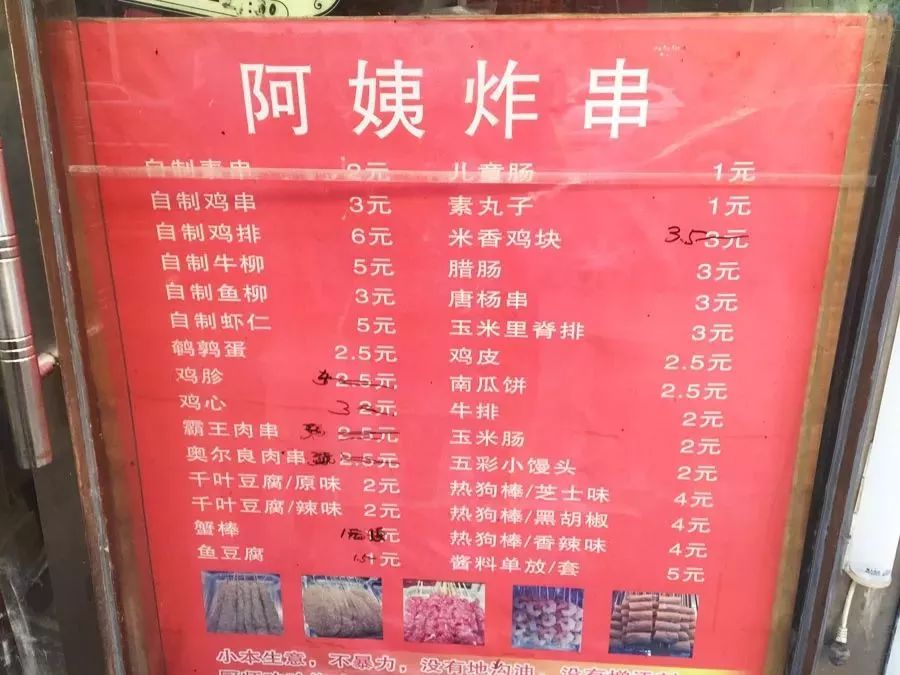 阿姨炸串
自制素串 2元 儿童肠 1元
自制鸡串 3元 素丸子 1元
自制鸡排 6元 米香鸡块 3.5 3元
自制牛柳 5元 腊肠 3元
自制鱼柳 3元 唐杨串 3元
自制虾仁 5元 玉米里脊排 3元
鹌鹑蛋 2.5元 鸡皮 2.5元
鸡胗 2.5元 南瓜饼 2.5元
鸡心 3 2元 牛排 2元
霸王肉串 2.5元 玉米肠 2元
奥尔良肉串 2.5元 五彩小馒头 2元
千叶豆腐/原味 2元 热狗棒/芝士味 4元
千叶豆腐/辣味 2元 热狗棒/黑胡椒 4元
蟹棒 元 热狗棒/香辣味 4元
鱼豆腐 1.5 元 酱料单放/套 5元
小本生意，不暴力，没有地沟油，没有增添